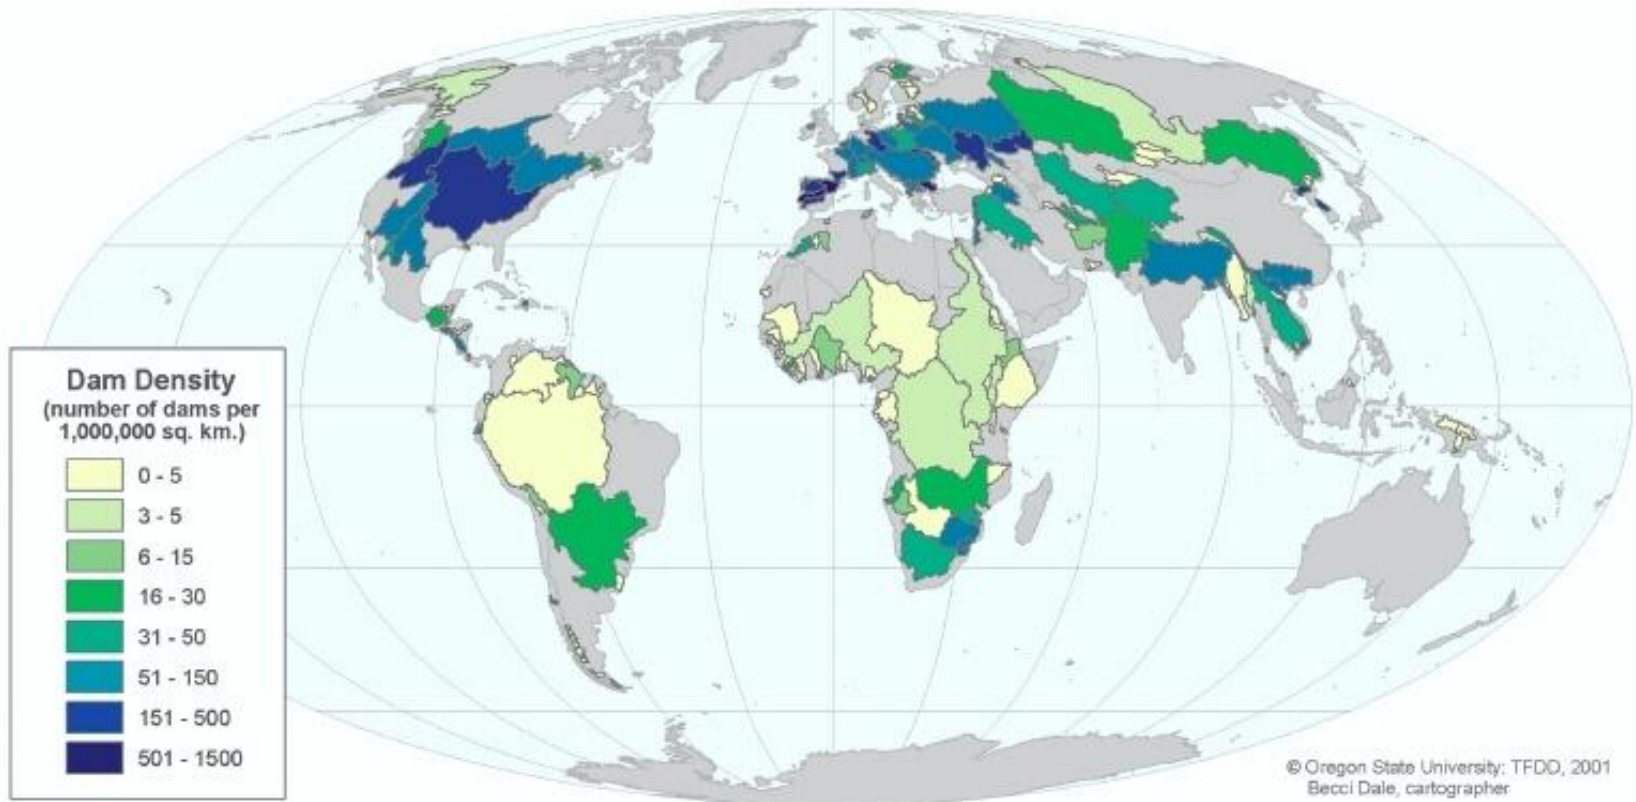 Dam Density
(number of dams per
1,000,000 sq. km.)
0 - 5
3 - 5
6 - 15
16 - 30
31 - 50
51 - 150
151 - 500
501 - 1500
© Oregon State University: TFDD, 2001
Becci Dale, cartographer